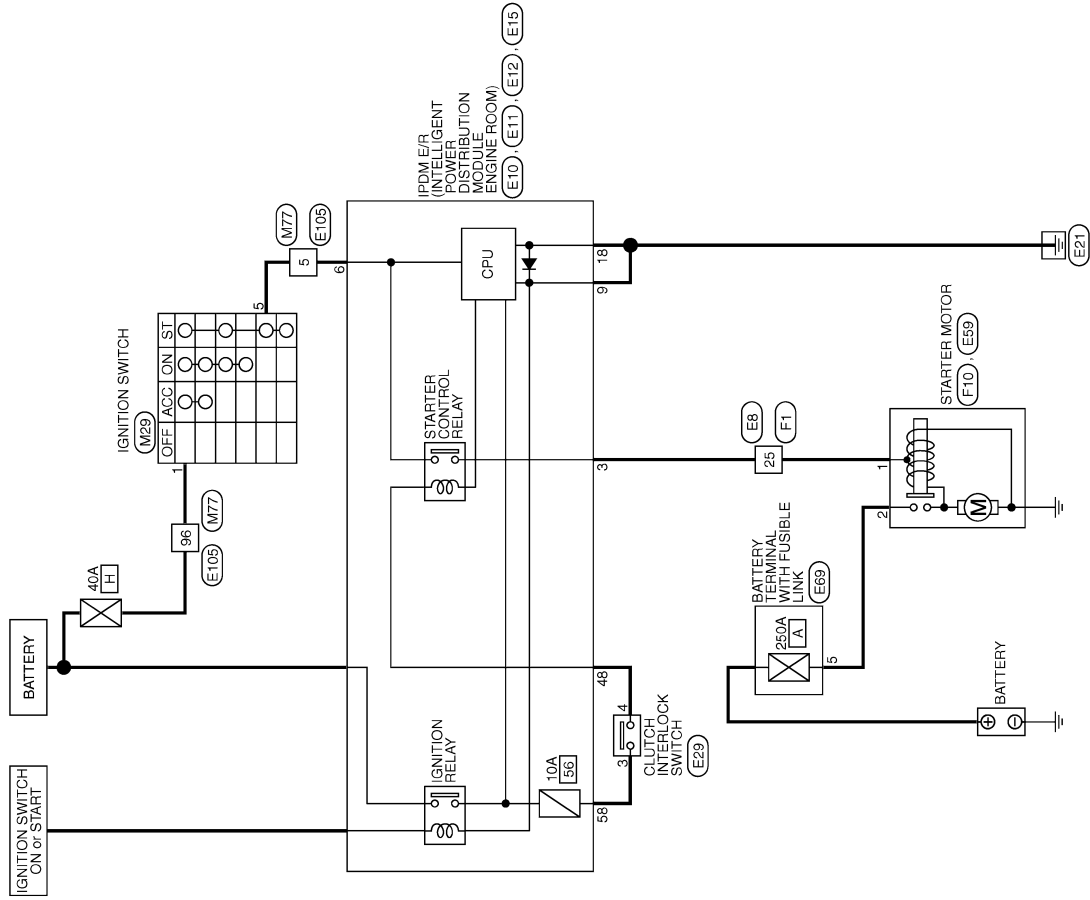 IGNITION SWITCH
ON or START
BATTERY
40A
H
96
E105
M77
1
IGNITION SWITCH
M29
OFF
ACC
ON
ST
5
5
M77
E105
6
IPDM E/R
(INTELLIGENT
POWER
DISTRIBUTION
MODULE
ENGINE ROOM)
E10 , E11 , E12 , E15
IGNITION
RELAY
STARTER
CONTROL
RELAY
CPU
10A
56
58
48
3
9
18
3
4
CLUTCH
INTERLOCK
SWITCH
E29
BATTERY
TERMINAL
WITH FUSIBLE
LINK
E69
250A
A
5
25
E8
F1
BATTERY
2
1
M
STARTER MOTOR
F10 , E59
E21